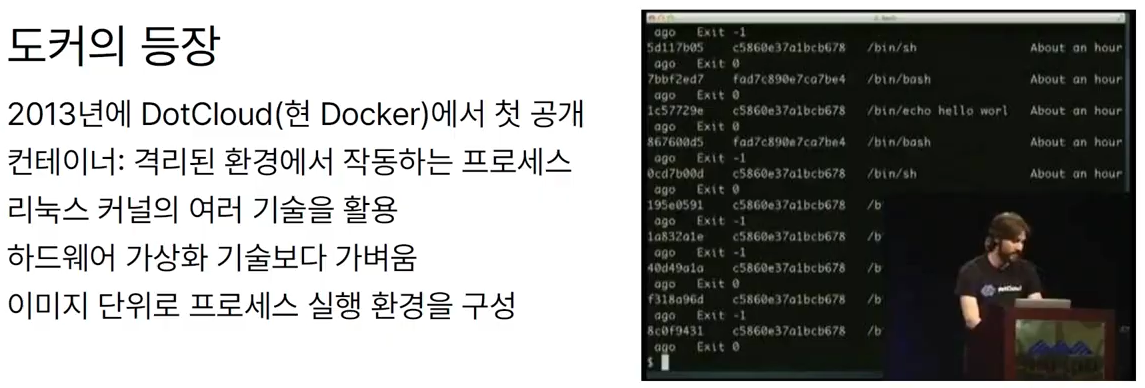 도커의 등장
2013년에 DotCloud(현 Docker)에서 첫 공개
컨테이너: 격리된 환경에서 작동하는 프로세스
리눅스 커널의 여러 기술을 활용
하드웨어 가상화 기술보다 가벼움
이미지 단위로 프로세스 실행 환경을 구성
bash
ago Exit -1
5d117b05 c5860e37a1bcb678 /bin/sh About an hour
ago Exit 0
7bbf2ed7 fad7c890e7ca7be4 /bin/bash About an hour
ago Exit 0
1c57729e c5860e37a1bcb678 /bin/echo hello worl About an hour
ago Exit 0
867600d5 fad7c890e7ca7be4 /bin/bash About an hour
ago Exit -1
0cd7b00d c5860e37a1bcb678 /bin/sh About an hour
ago Exit 0
195e0591 c5860e37a1bcb678 /b
ago Exit -1
1a832a1e c5860e37a1bcb678 /b
ago Exit 0
40d49a1a c5860e37a1bcb678 /b
ago Exit 0
f318a96d c5860e37a1bcb678 /b
ago Exit -1
8c0f9431 c5860e37a1bcb678 /b
ago Exit 0
$
dotCloud